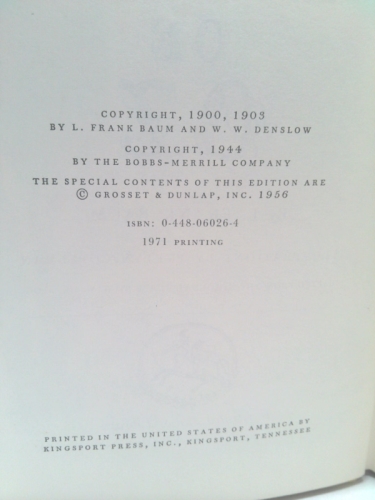 COPYRIGHT, 1900, 1903
BY L. FRANK BAUM AND W. W. DENSLOW
COPYRIGHT, 1944
BY THE BOBBS-MERRILL COMPANY
THE SPECIAL CONTENTS OF THIS EDITION ARE
© GROSSET & DUNLAP, INC. 1956
ISBN: 0-448-06026-4
1971 PRINTING
PRINTED IN THE UNITED STATES OF AMERICA BY
KINGSPORT PRESS, INC., KINGSPORT, TENNESSEE